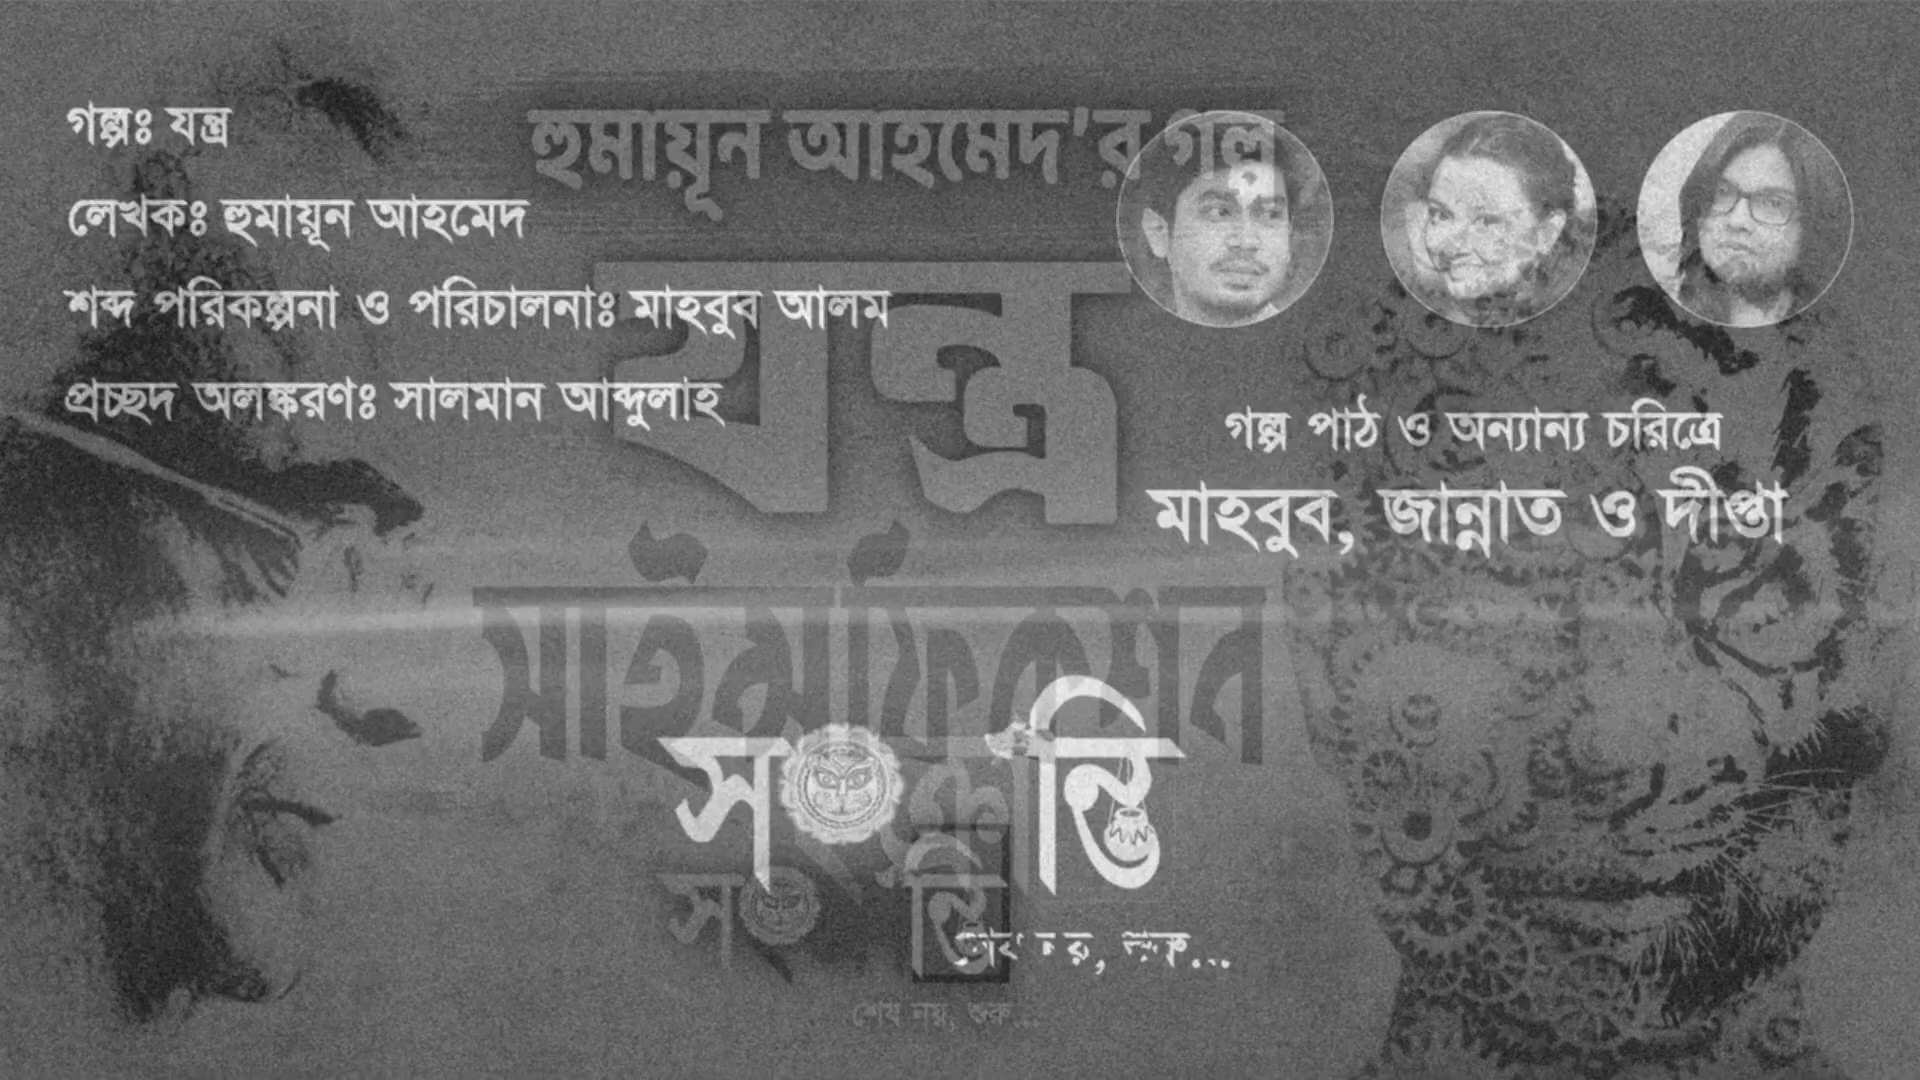 গল্পঃ যন্ত্র
লেখকঃ হুমায়ূন আহমেদ
শব্দ পরিকল্পনা ও পরিচালনাঃ মাহবুব আলম
প্রচ্ছদ অলঙ্করণঃ সালমান আব্দুলাহ
হুমায়ূন আহমেদ'র গল্প
যন্ত্র
সাইন্সফিকশন
গল্প পাঠ ও অন্যান্য চরিত্রে
মাহবুব, জান্নাত ও দীপ্তা
সংক্রান্তি
সংক্রান্তি
শেষ নয়, শুরু...